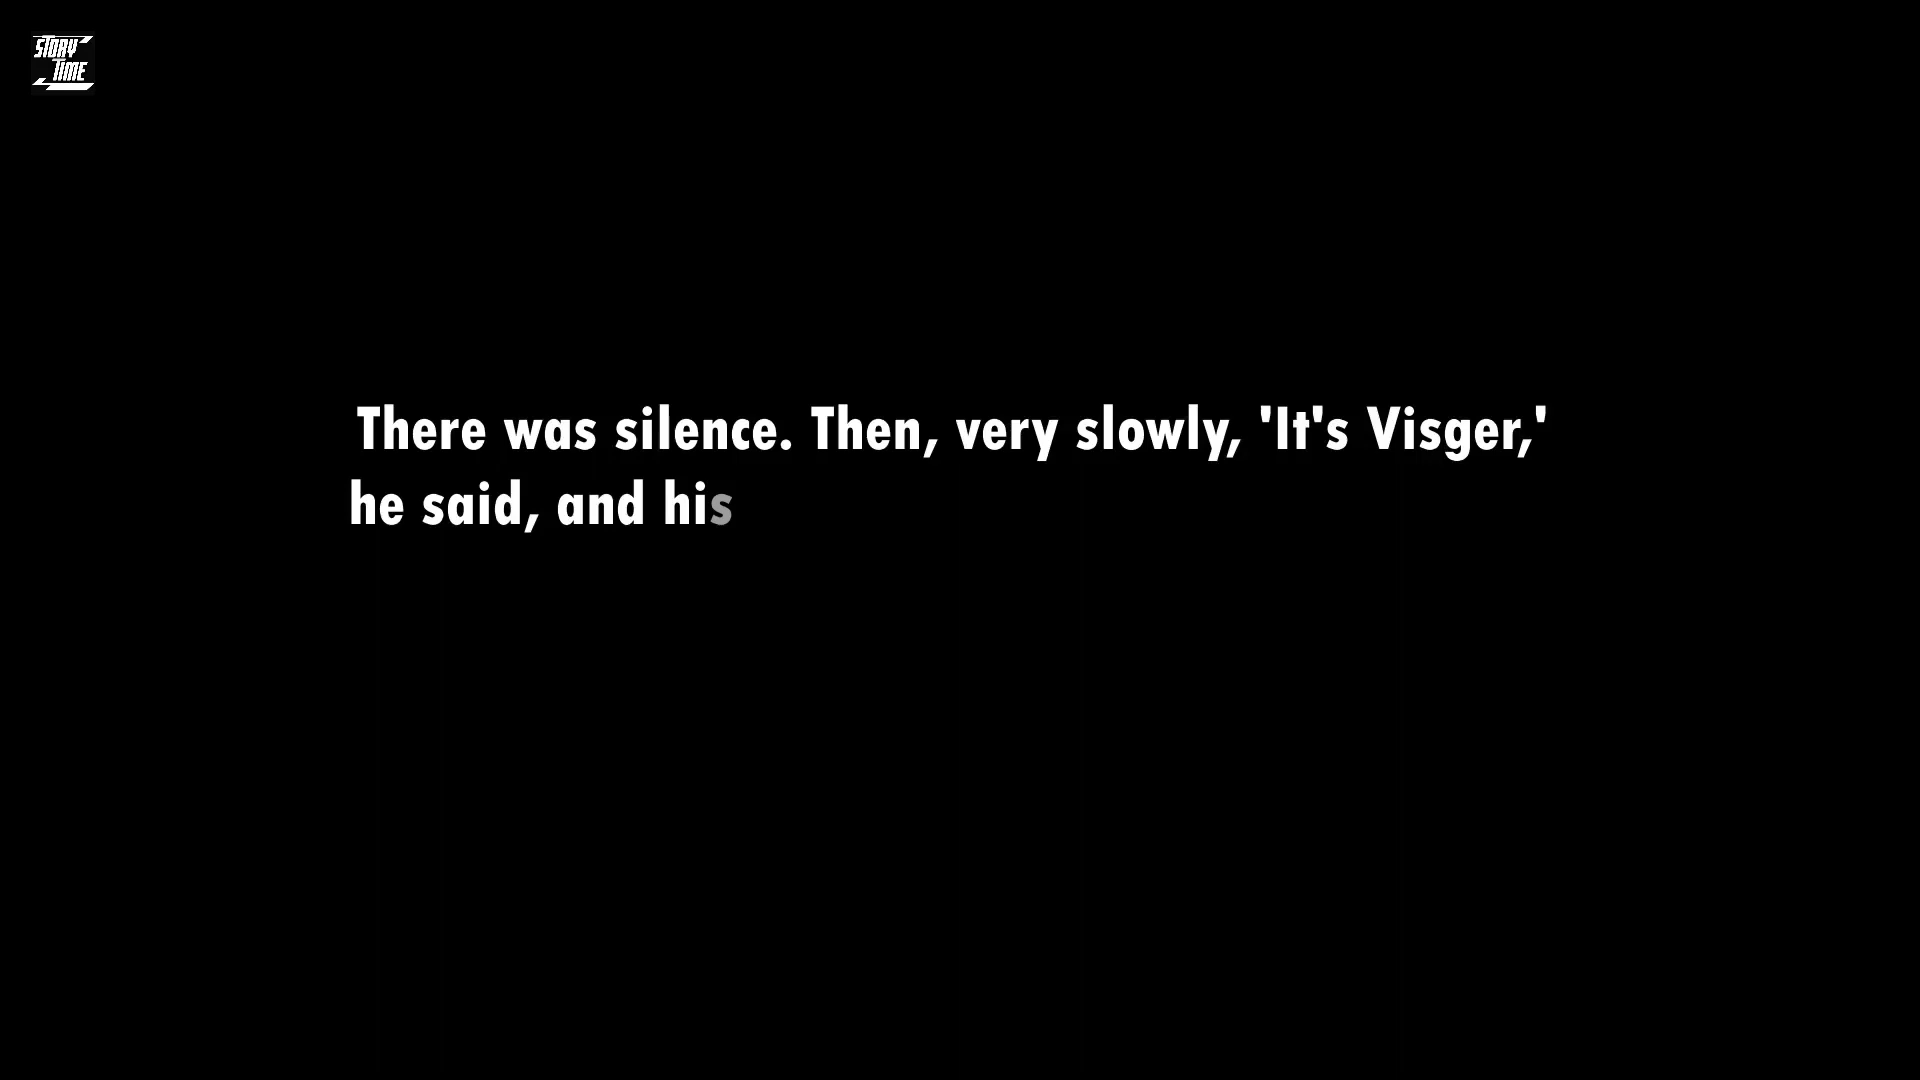 STORY
TIME
There was silence. Then, very slowly, 'It's Visger,'
he said, and his